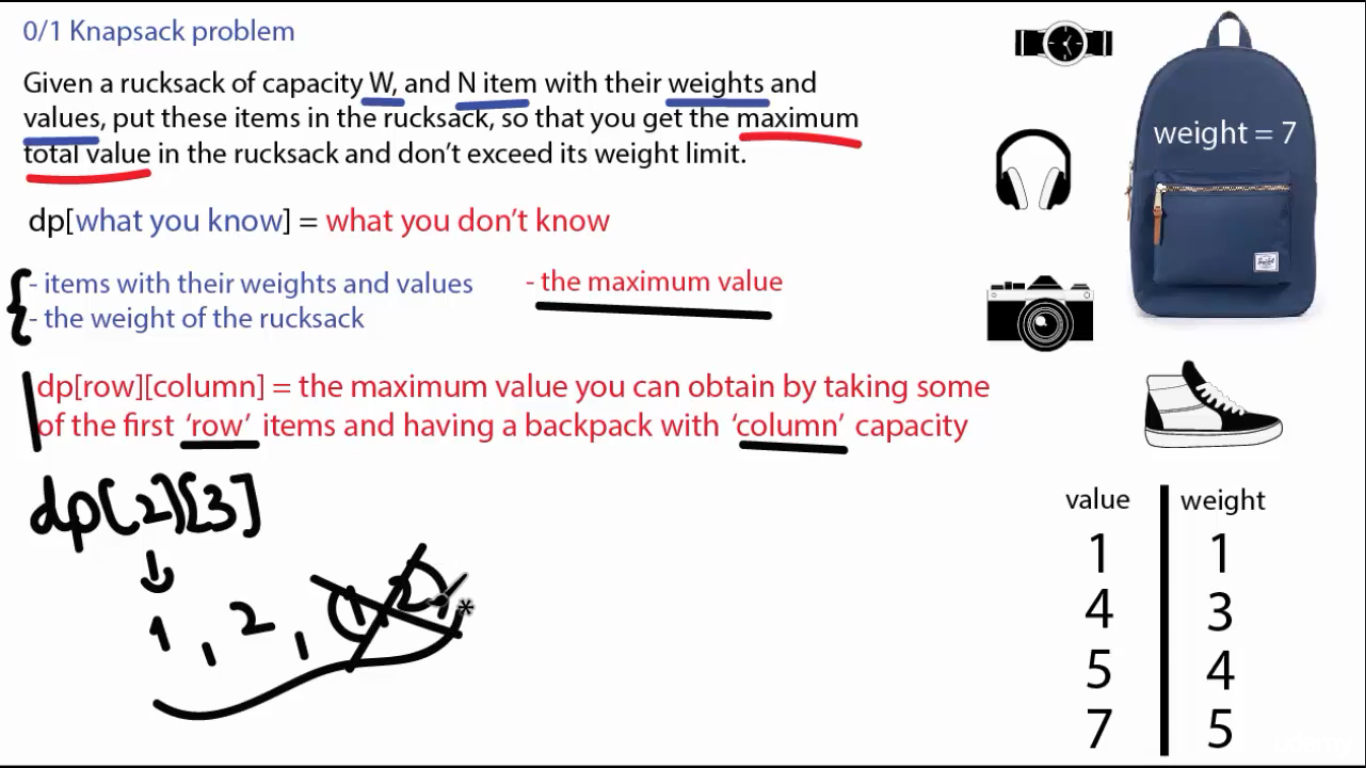 0/1 Knapsack problem
Given a rucksack of capacity W, and N item with their weights and
values, put these items in the rucksack, so that you get the maximum
total value in the rucksack and don't exceed its weight limit.
weight = 7
dp[what you know] = what you don't know
- items with their weights and values
- the maximum value
- the weight of the rucksack
dp[row][column] = the maximum value you can obtain by taking some
of the first 'row' items and having a backpack with 'column' capacity
dp[2][3]
1, 2, (1, 2)
value weight
1 1
4 3
5 4
7 5
udemy